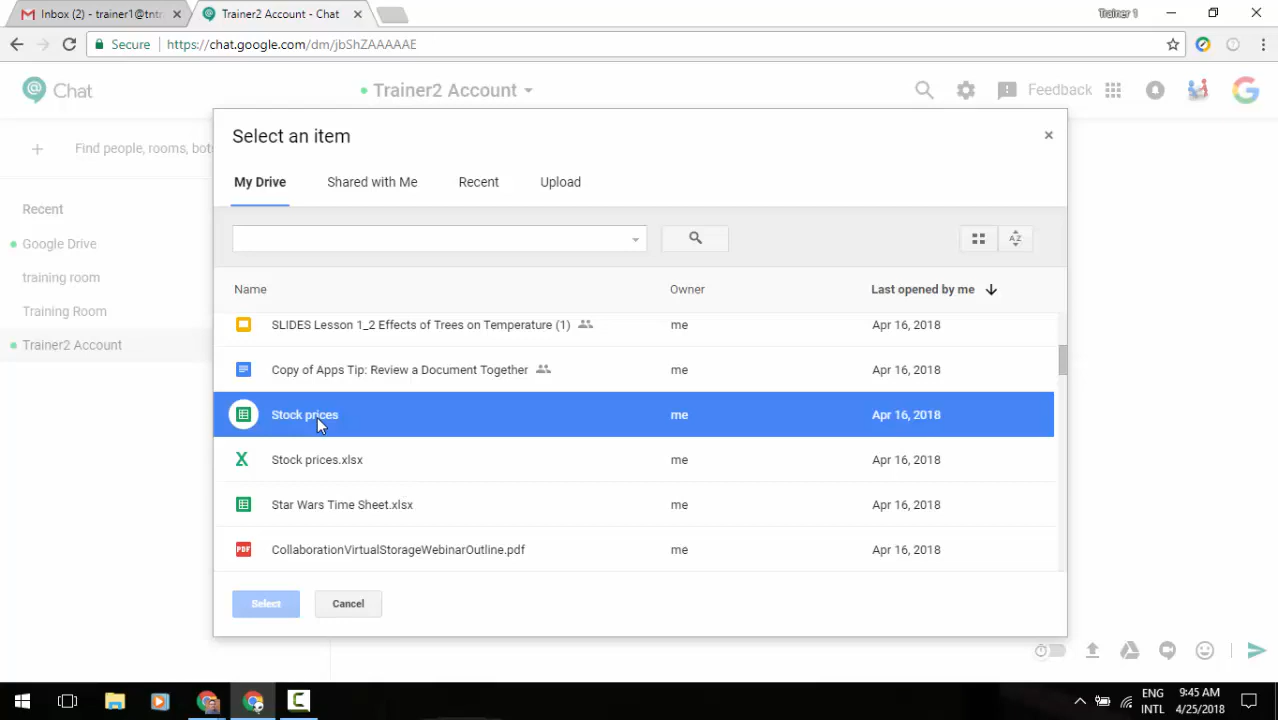 Inbox (2) - trainer1@tntr
Trainer2 Account - Chat
Trainer 1
Secure
https://chat.google.com/dm/jbShZAAAAAE
Chat
Trainer2 Account
Feedback
Find people, rooms, bots
Recent
Google Drive
training room
Training Room
Trainer2 Account
Select an item
My Drive
Shared with Me
Recent
Upload
Name
Owner
Last opened by me
SLIDES Lesson 1_2 Effects of Trees on Temperature (1)
me
Apr 16, 2018
Copy of Apps Tip: Review a Document Together
me
Apr 16, 2018
Stock prices
me
Apr 16, 2018
Stock prices.xlsx
me
Apr 16, 2018
Star Wars Time Sheet.xlsx
me
Apr 16, 2018
PDF
CollaborationVirtualStorageWebinarOutline.pdf
me
Apr 16, 2018
Select
Cancel
ENG
INTL
9:45 AM
4/25/2018